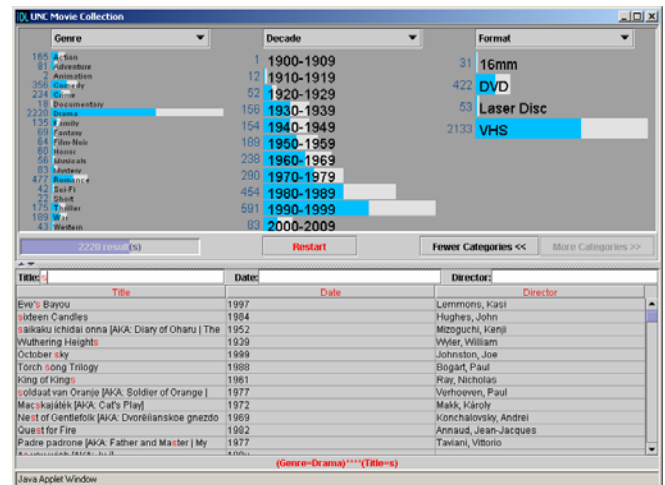 UNC Movie Collection
Genre Decade Format
165 Action
81 Adventure
2 Animation
356 Comedy
234 Crime
18 Documentary
2220 Drama
135 Family
69 Fantasy
64 Film-Noir
60 Horror
56 Musicals
83 Mystery
477 Romance
42 Sci-Fi
22 Short
175 Thriller
189 War
43 Western
1 1900-1909
12 1910-1919
52 1920-1929
156 1930-1939
154 1940-1949
189 1950-1959
238 1960-1969
290 1970-1979
454 1980-1989
591 1990-1999
83 2000-2009
31 16mm
422 DVD
53 Laser Disc
2133 VHS
2220 result(s) Restart Fewer Categories << More Categories >>
Title: s Date: Director:
Title Date Director
Eve's Bayou 1997 Lemmons, Kasi
sixteen Candles 1984 Hughes, John
saikaku ichidai onna [AKA: Diary of Oharu | The 1952 Mizoguchi, Kenji
Wuthering Heights 1939 Wyler, William
October sky 1999 Johnston, Joe
Torch song Trilogy 1988 Bogart, Paul
King of Kings 1961 Ray, Nicholas
soldaat van Oranje [AKA: Soldier of Orange | 1977 Verhoeven, Paul
Macskajáték [AKA: Cat's Play] 1972 Makk, Károly
Nest of Gentlefolk [AKA: Dvorëiianskoe gnezdo 1969 Konchalovsky, Andrei
Quest for Fire 1982 Annaud, Jean-Jacques
Padre padrone [AKA: Father and Master | My 1977 Taviani, Vittorio
(Genre=Drama)****(Title=s)
Java Applet Window